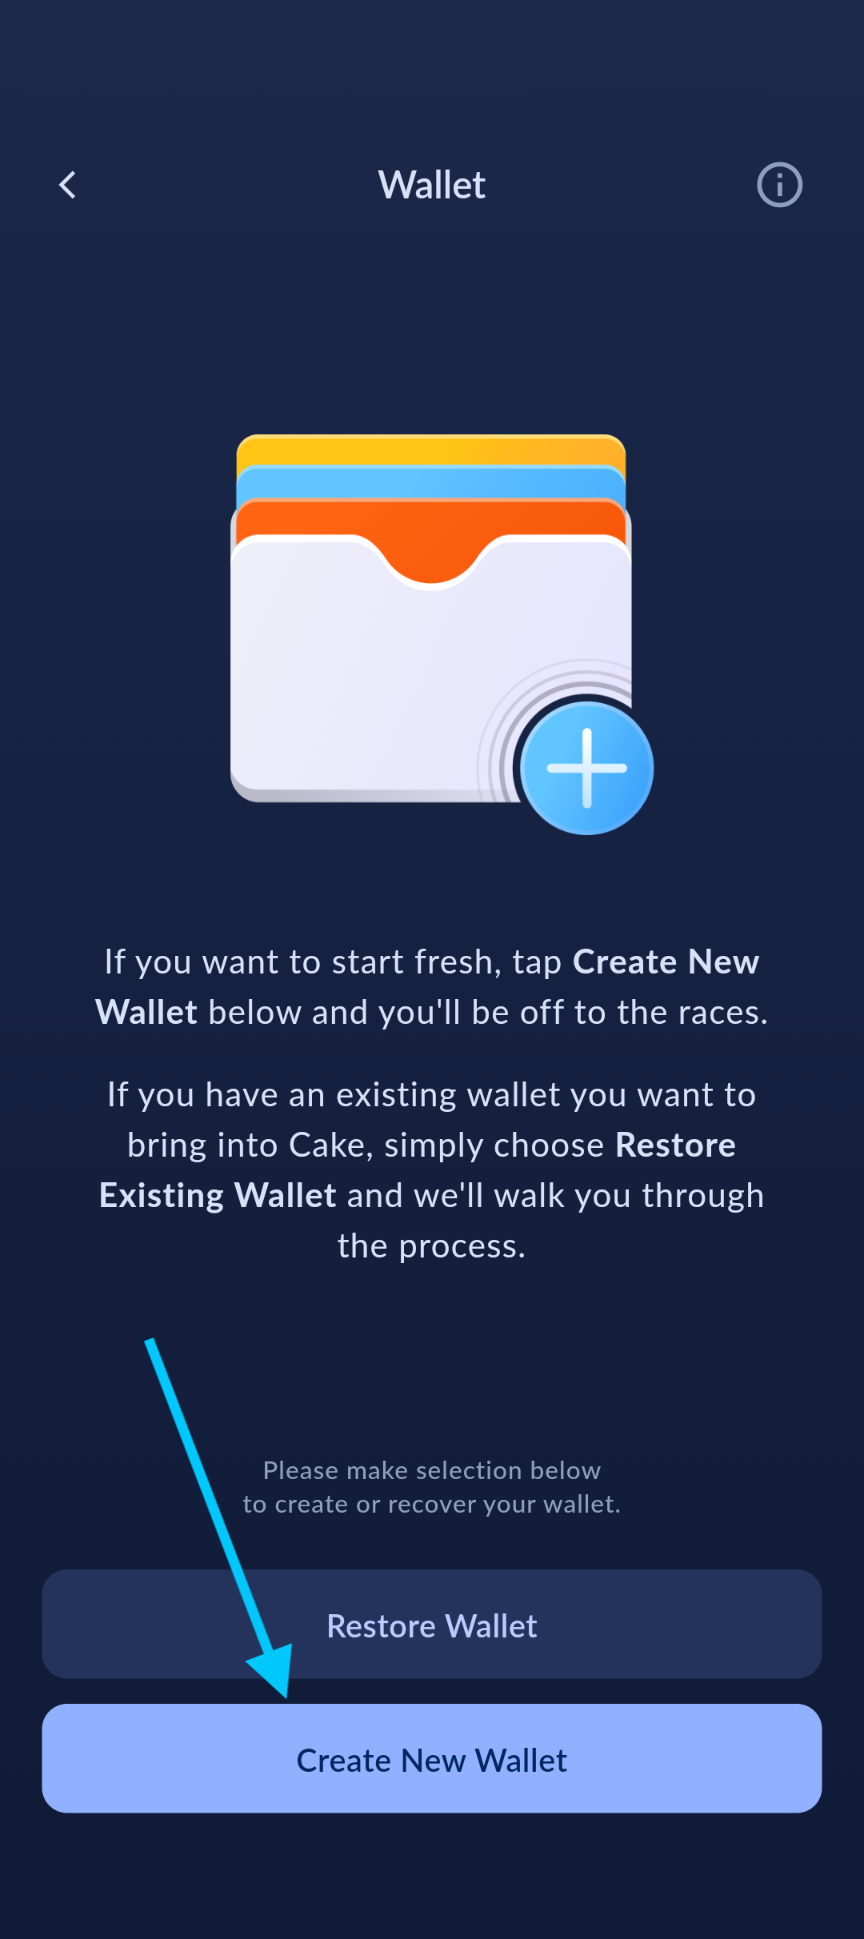 Wallet
If you want to start fresh, tap Create New
Wallet below and you'll be off to the races.
If you have an existing wallet you want to
bring into Cake, simply choose Restore
Existing Wallet and we'll walk you through
the process.
Please make selection below
to create or recover your wallet.
Restore Wallet
Create New Wallet